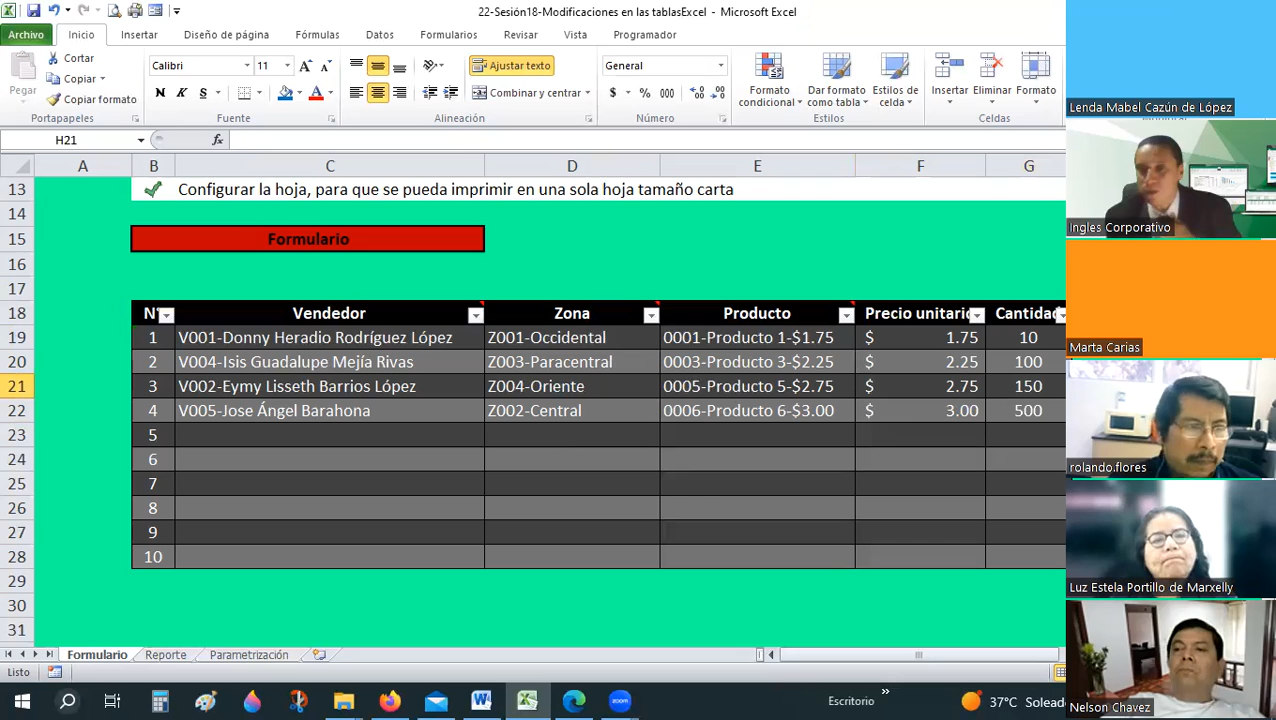 22-Sesión18-Modificaciones en las tablasExcel - Microsoft Excel
Archivo Inicio Insertar Diseño de página Fórmulas Datos Formularios Revisar Vista Programador
Pegar
Cortar
Copiar
Copiar formato
Portapapeles
Calibri 11
N K S
Fuente
Ajustar texto
Combinar y centrar
Alineación
General
$ % 000
Número
Formato condicional
Dar formato como tabla
Estilos de celda
Estilos
Insertar Eliminar Formato
Celdas
H21 fx
A B C D E F G
13 Configurar la hoja, para que se pueda imprimir en una sola hoja tamaño carta
14
15 Formulario
16
17
18 N° Vendedor Zona Producto Precio unitario Cantidad
19 1 V001-Donny Heradio Rodríguez López Z001-Occidental 0001-Producto 1-$1.75 $ 1.75 10
20 2 V004-Isis Guadalupe Mejía Rivas Z003-Paracentral 0003-Producto 3-$2.25 $ 2.25 100
21 3 V002-Eymy Lisseth Barrios López Z004-Oriente 0005-Producto 5-$2.75 $ 2.75 150
22 4 V005-Jose Ángel Barahona Z002-Central 0006-Producto 6-$3.00 $ 3.00 500
23 5
24 6
25 7
26 8
27 9
28 10
29
30
31
Formulario Reporte Parametrización
Listo
Escritorio
37°C Soleado
Lenda Mabel Cazún de López
Ingles Corporativo
Marta Carias
rolando.flores
Luz Estela Portillo de Marxelly
Nelson Chavez
zoom